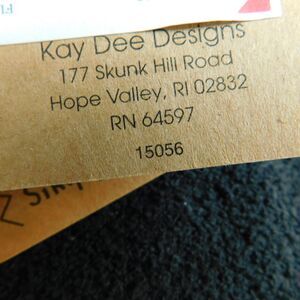 Kay Dee Designs
177 Skunk Hill Road
Hope Valley, RI 02832
RN 64597
15056